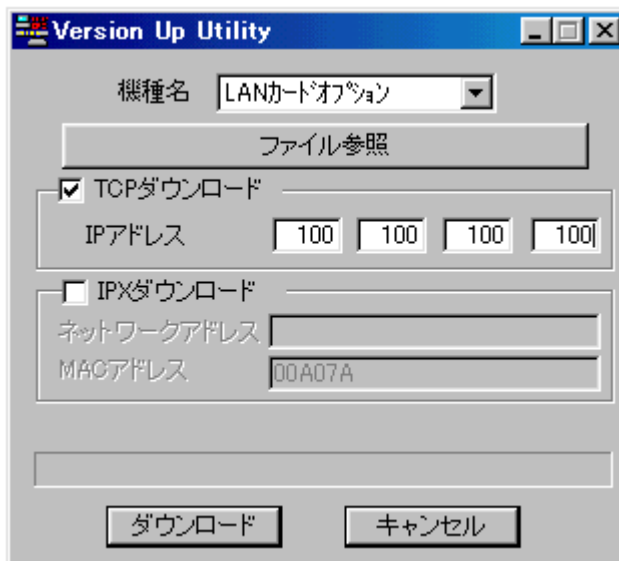 Version Up Utility
機種名 LANカードオプション
ファイル参照
TCPダウンロード
IPアドレス 100 100 100 100
IPXダウンロード
ネットワークアドレス
MACアドレス 00A07A
ダウンロード キャンセル